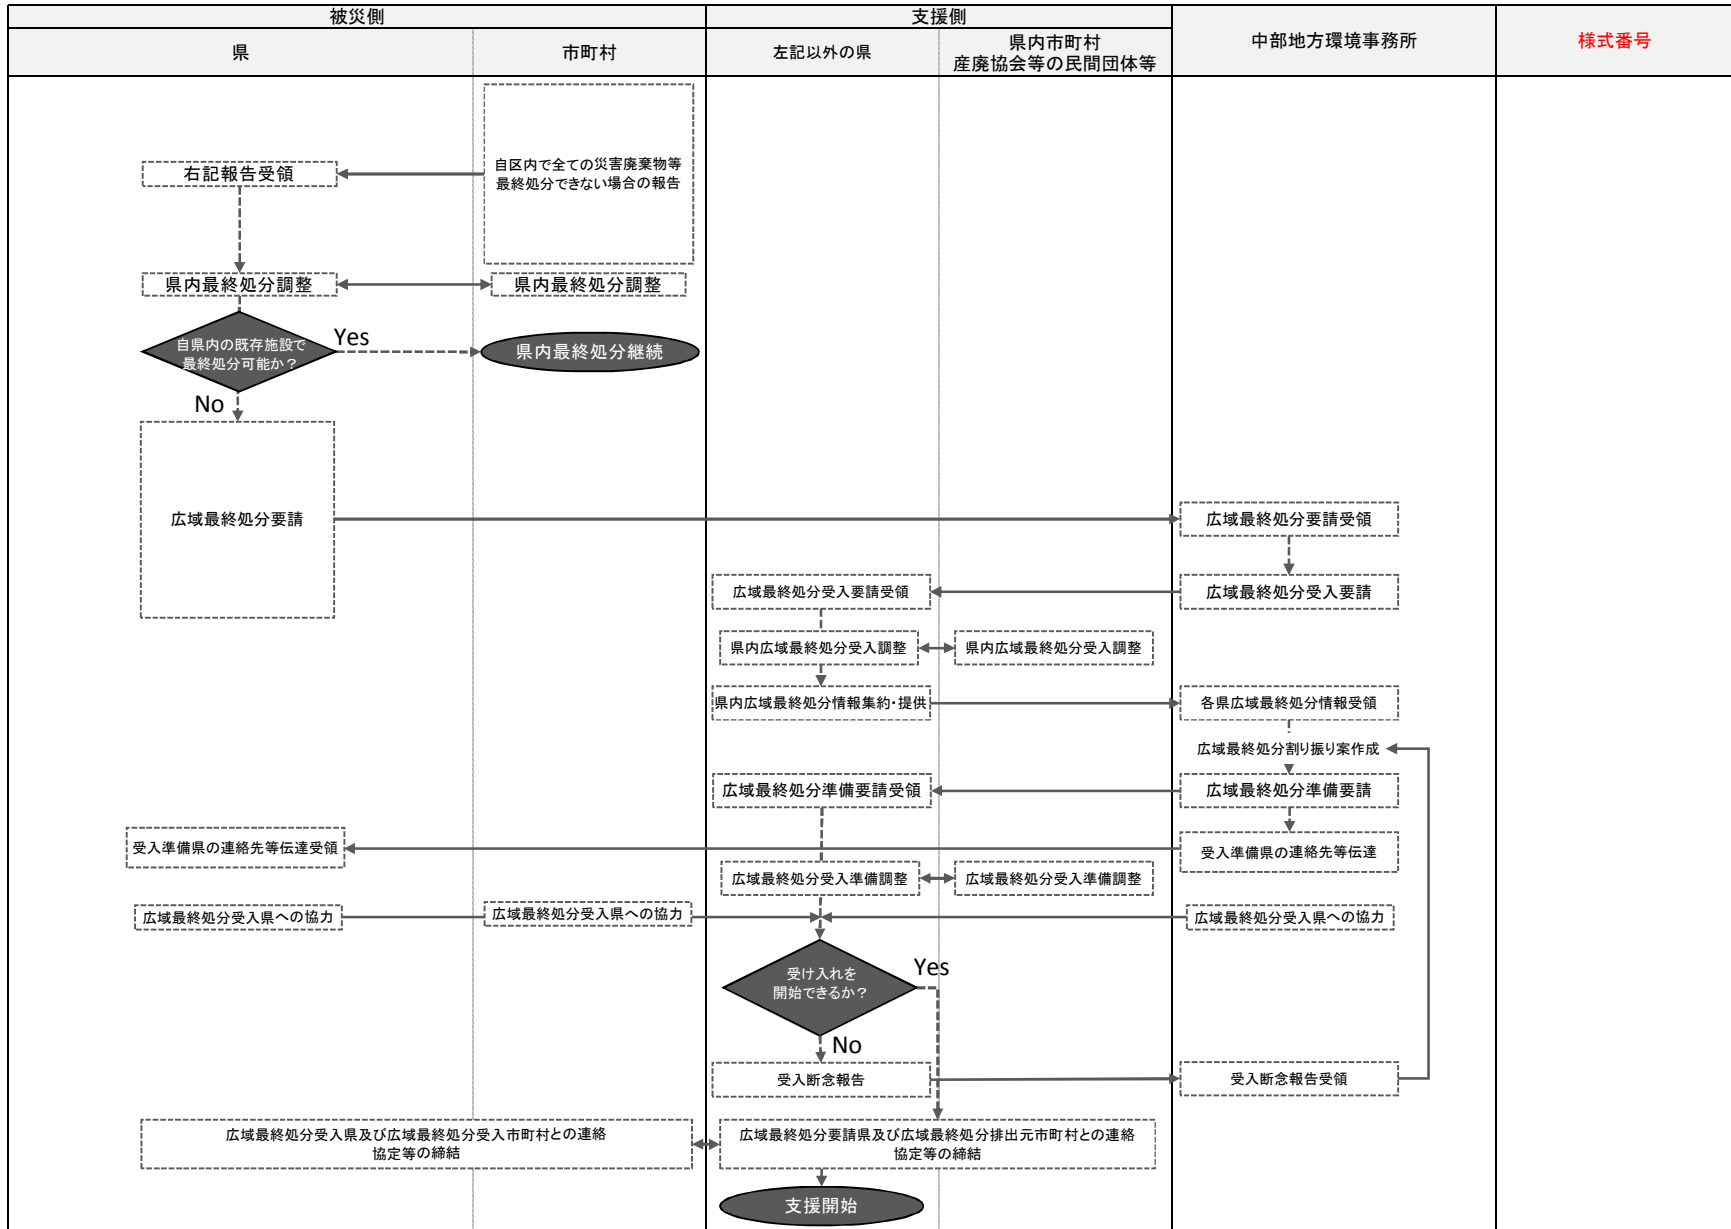 被災側
支援側
中部地方環境事務所
様式番号
県
市町村
左記以外の県
県内市町村
産廃協会等の民間団体等
自区内で全ての災害廃棄物等
最終処分できない場合の報告
右記報告受領
県内最終処分調整
県内最終処分調整
自県内の既存施設で
最終処分可能か？
Yes
県内最終処分継続
No
広域最終処分要請
広域最終処分要請受領
広域最終処分受入要請受領
広域最終処分受入要請
県内広域最終処分受入調整
県内広域最終処分受入調整
県内広域最終処分情報集約・提供
各県広域最終処分情報受領
広域最終処分割り振り案作成
広域最終処分準備要請受領
広域最終処分準備要請
受入準備県の連絡先等伝達受領
受入準備県の連絡先等伝達
広域最終処分受入準備調整
広域最終処分受入準備調整
広域最終処分受入県への協力
広域最終処分受入県への協力
広域最終処分受入県への協力
受け入れを
開始できるか？
Yes
No
受入断念報告
受入断念報告受領
広域最終処分受入県及び広域最終処分受入市町村との連絡
協定等の締結
広域最終処分要請県及び広域最終処分排出元市町村との連絡
協定等の締結
支援開始